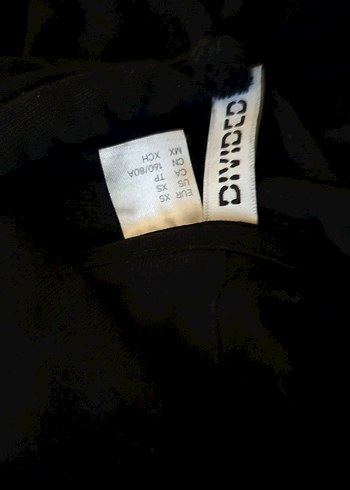 EUR XS
US XS
CA TP
CN 160/80A
MX XCH
DIVIDED